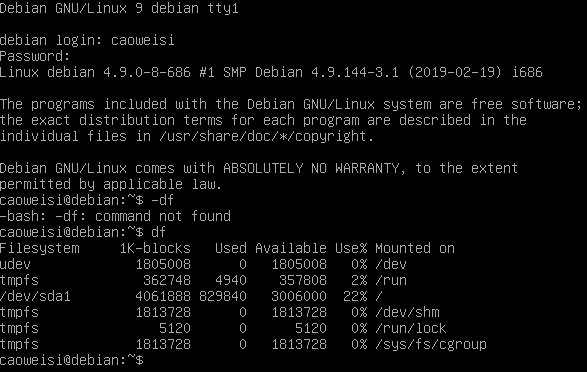 Debian GNU/Linux 9 debian tty1
debian login: caoweisi
Password:
Linux debian 4.9.0-8-686 #1 SMP Debian 4.9.144-3.1 (2019-02-19) i686
The programs included with the Debian GNU/Linux system are free software;
the exact distribution terms for each program are described in the
individual files in /usr/share/doc/*/copyright.
Debian GNU/Linux comes with ABSOLUTELY NO WARRANTY, to the extent
permitted by applicable law.
caoweisi@debian:~$ -df
-bash: -df: command not found
caoweisi@debian:~$ df
Filesystem     1K-blocks   Used Available Use% Mounted on
udev             1805008      0   1805008   0% /dev
tmpfs             362748   4940    357808   2% /run
/dev/sda1        4061888 829840   3006000  22% /
tmpfs            1813728      0   1813728   0% /dev/shm
tmpfs               5120      0      5120   0% /run/lock
tmpfs            1813728      0   1813728   0% /sys/fs/cgroup
caoweisi@debian:~$